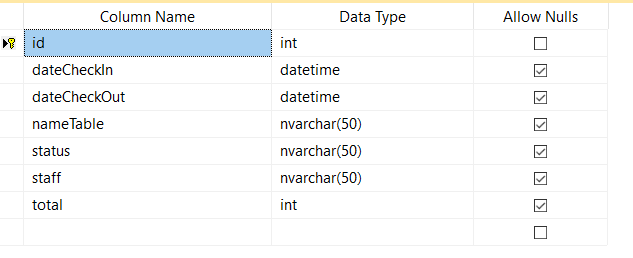 Column Name Data Type Allow Nulls
id int
dateCheckIn datetime
dateCheckOut datetime
nameTable nvarchar(50)
status nvarchar(50)
staff nvarchar(50)
total int